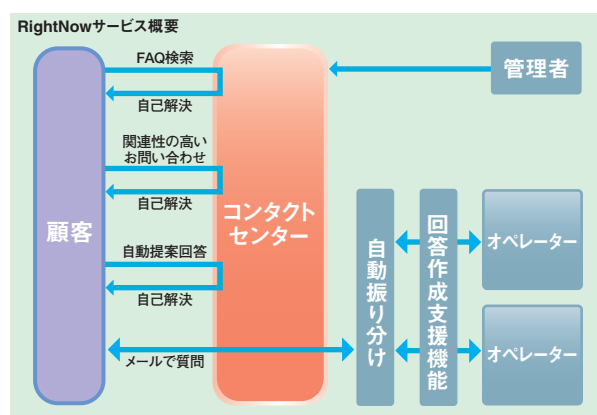 RightNowサービス概要
FAQ検索
自己解決
関連性の高い
お問い合わせ
自己解決
自動提案回答
自己解決
メールで質問
顧客
コンタクト
センター
管理者
自動振り分け
回答作成支援機能
オペレーター
オペレーター